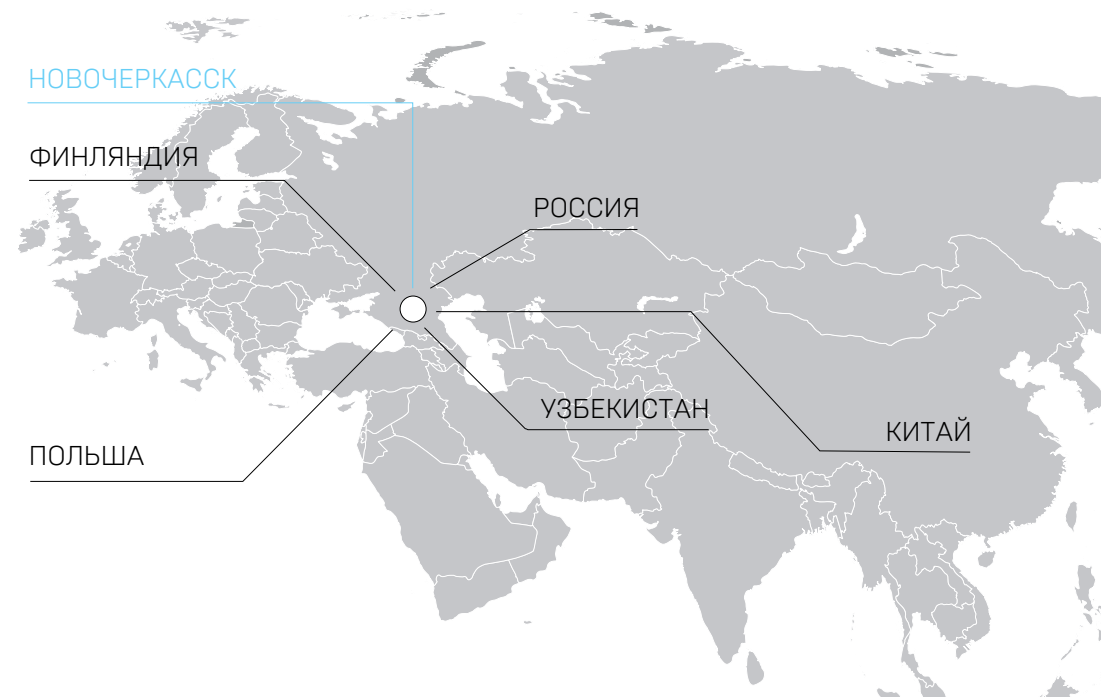 НОВОЧЕРКАССК
ФИНЛЯНДИЯ
РОССИЯ
УЗБЕКИСТАН
КИТАЙ
ПОЛЬША